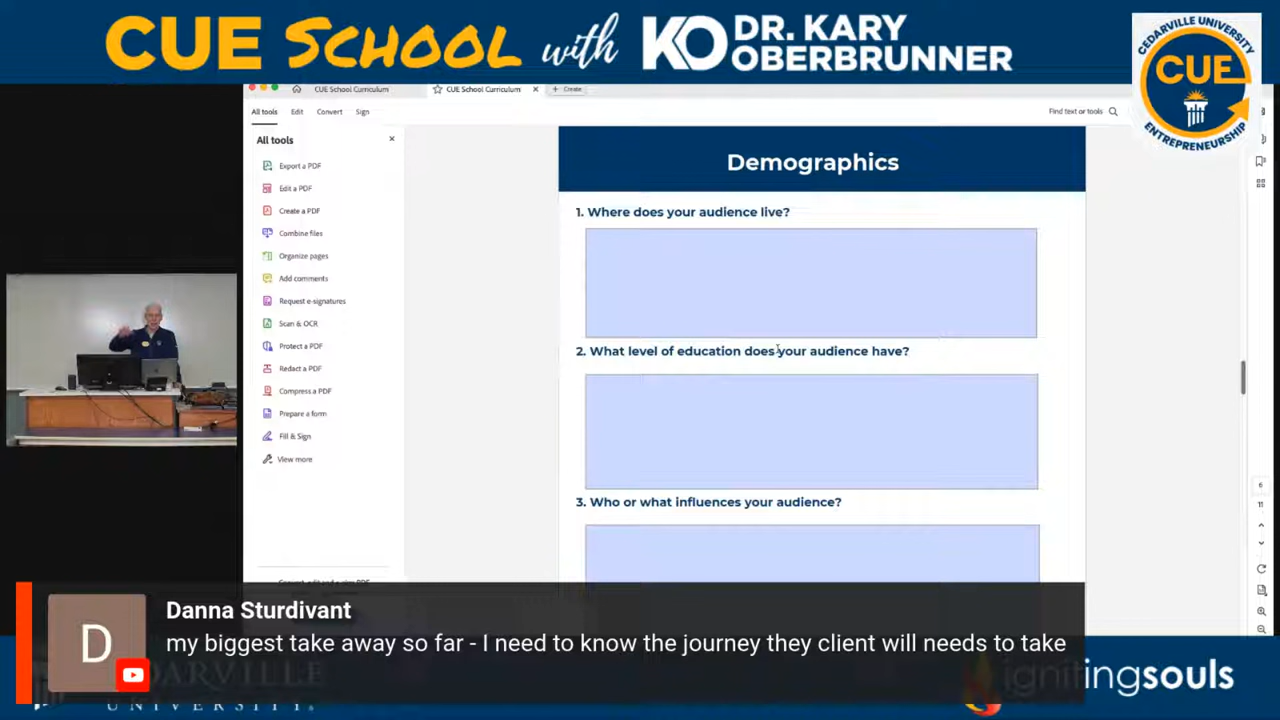 CUE SCHOOL with KO DR. KARY OBERBRUNNER
CEDARVILLE UNIVERSITY
CUE
ENTREPRENEURSHIP
CUE School Curriculum
CUE School Curriculum
Create
All tools Edit Convert Sign
Find text or tools
All tools
Export a PDF
Edit a PDF
Create a PDF
Combine files
Organize pages
Add comments
Request e-signatures
Scan & OCR
Protect a PDF
Redact a PDF
Compress a PDF
Prepare a form
Fill & Sign
View more
Demographics
1. Where does your audience live?
2. What level of education does your audience have?
3. Who or what influences your audience?
6
11
D
Danna Sturdivant
my biggest take away so far - I need to know the journey they client will needs to take
UNIVERSITY
ignitingsouls